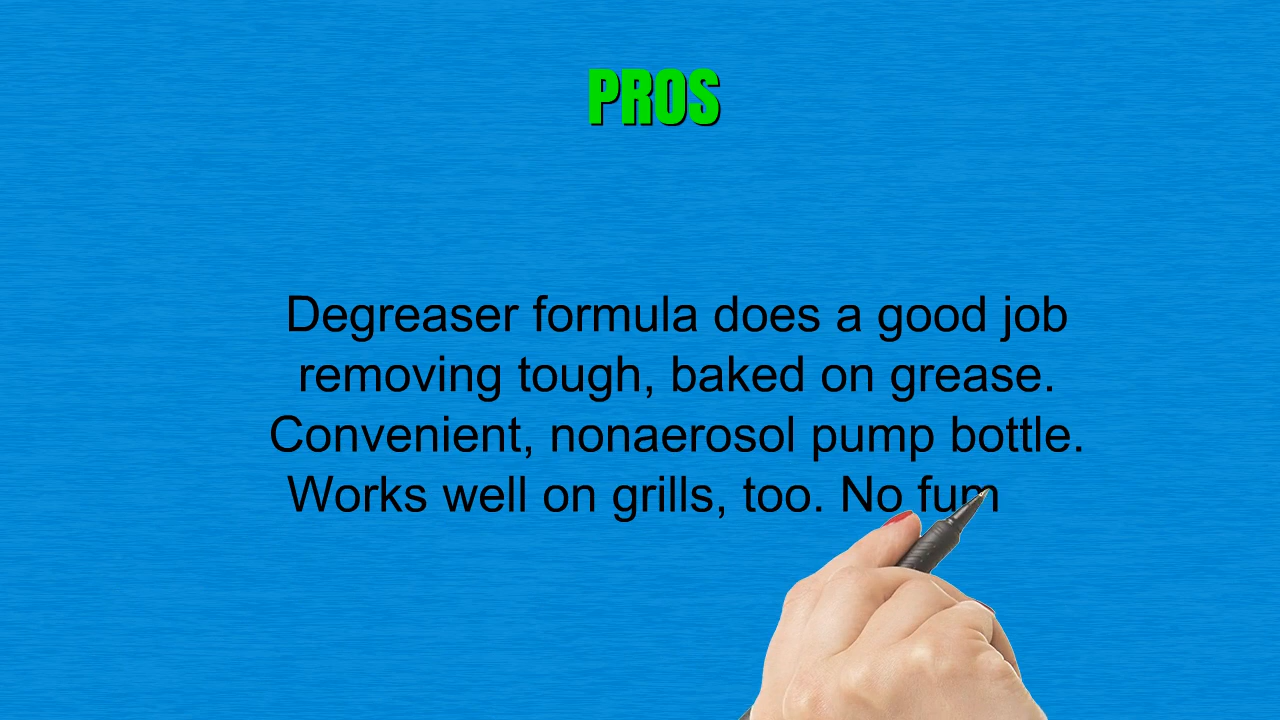 PROS
Degreaser formula does a good job
removing tough, baked on grease.
Convenient, nonaerosol pump bottle.
Works well on grills, too. No fum